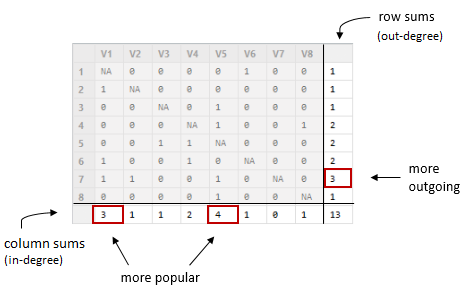 row sums
(out-degree)
V1 V2 V3 V4 V5 V6 V7 V8
1 NA 0 0 0 0 1 0 0 1
2 1 NA 0 0 0 0 0 0 1
3 0 0 NA 0 1 0 0 0 1
4 0 0 0 NA 1 0 0 1 2
5 0 0 1 1 NA 0 0 0 2
6 1 0 0 1 0 NA 0 0 2
7 1 1 0 0 1 0 NA 0 3
8 0 0 0 0 1 0 0 NA 1
3 1 1 2 4 1 0 1 13
more
outgoing
column sums
(in-degree)
more popular